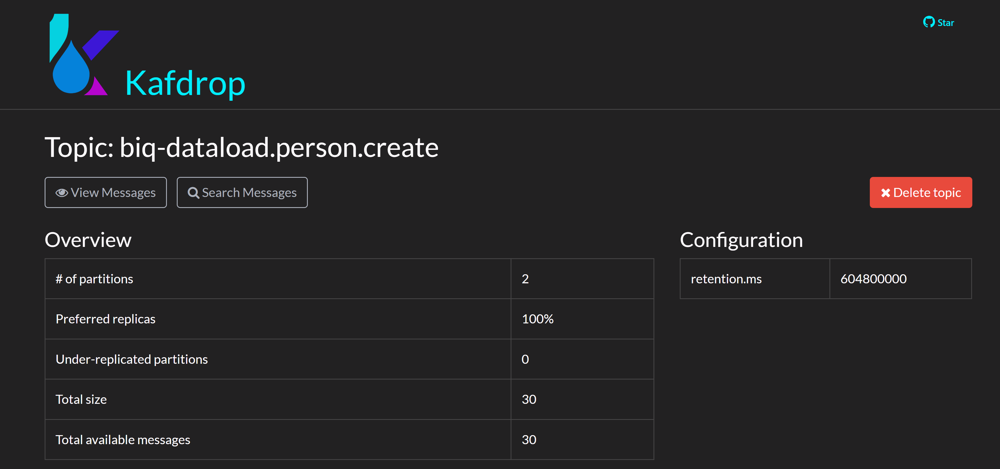 Kafdrop
Star
Topic: biq-dataload.person.create
View Messages
Search Messages
Delete topic
Overview
# of partitions 2
Preferred replicas 100%
Under-replicated partitions 0
Total size 30
Total available messages 30
Configuration
retention.ms 604800000